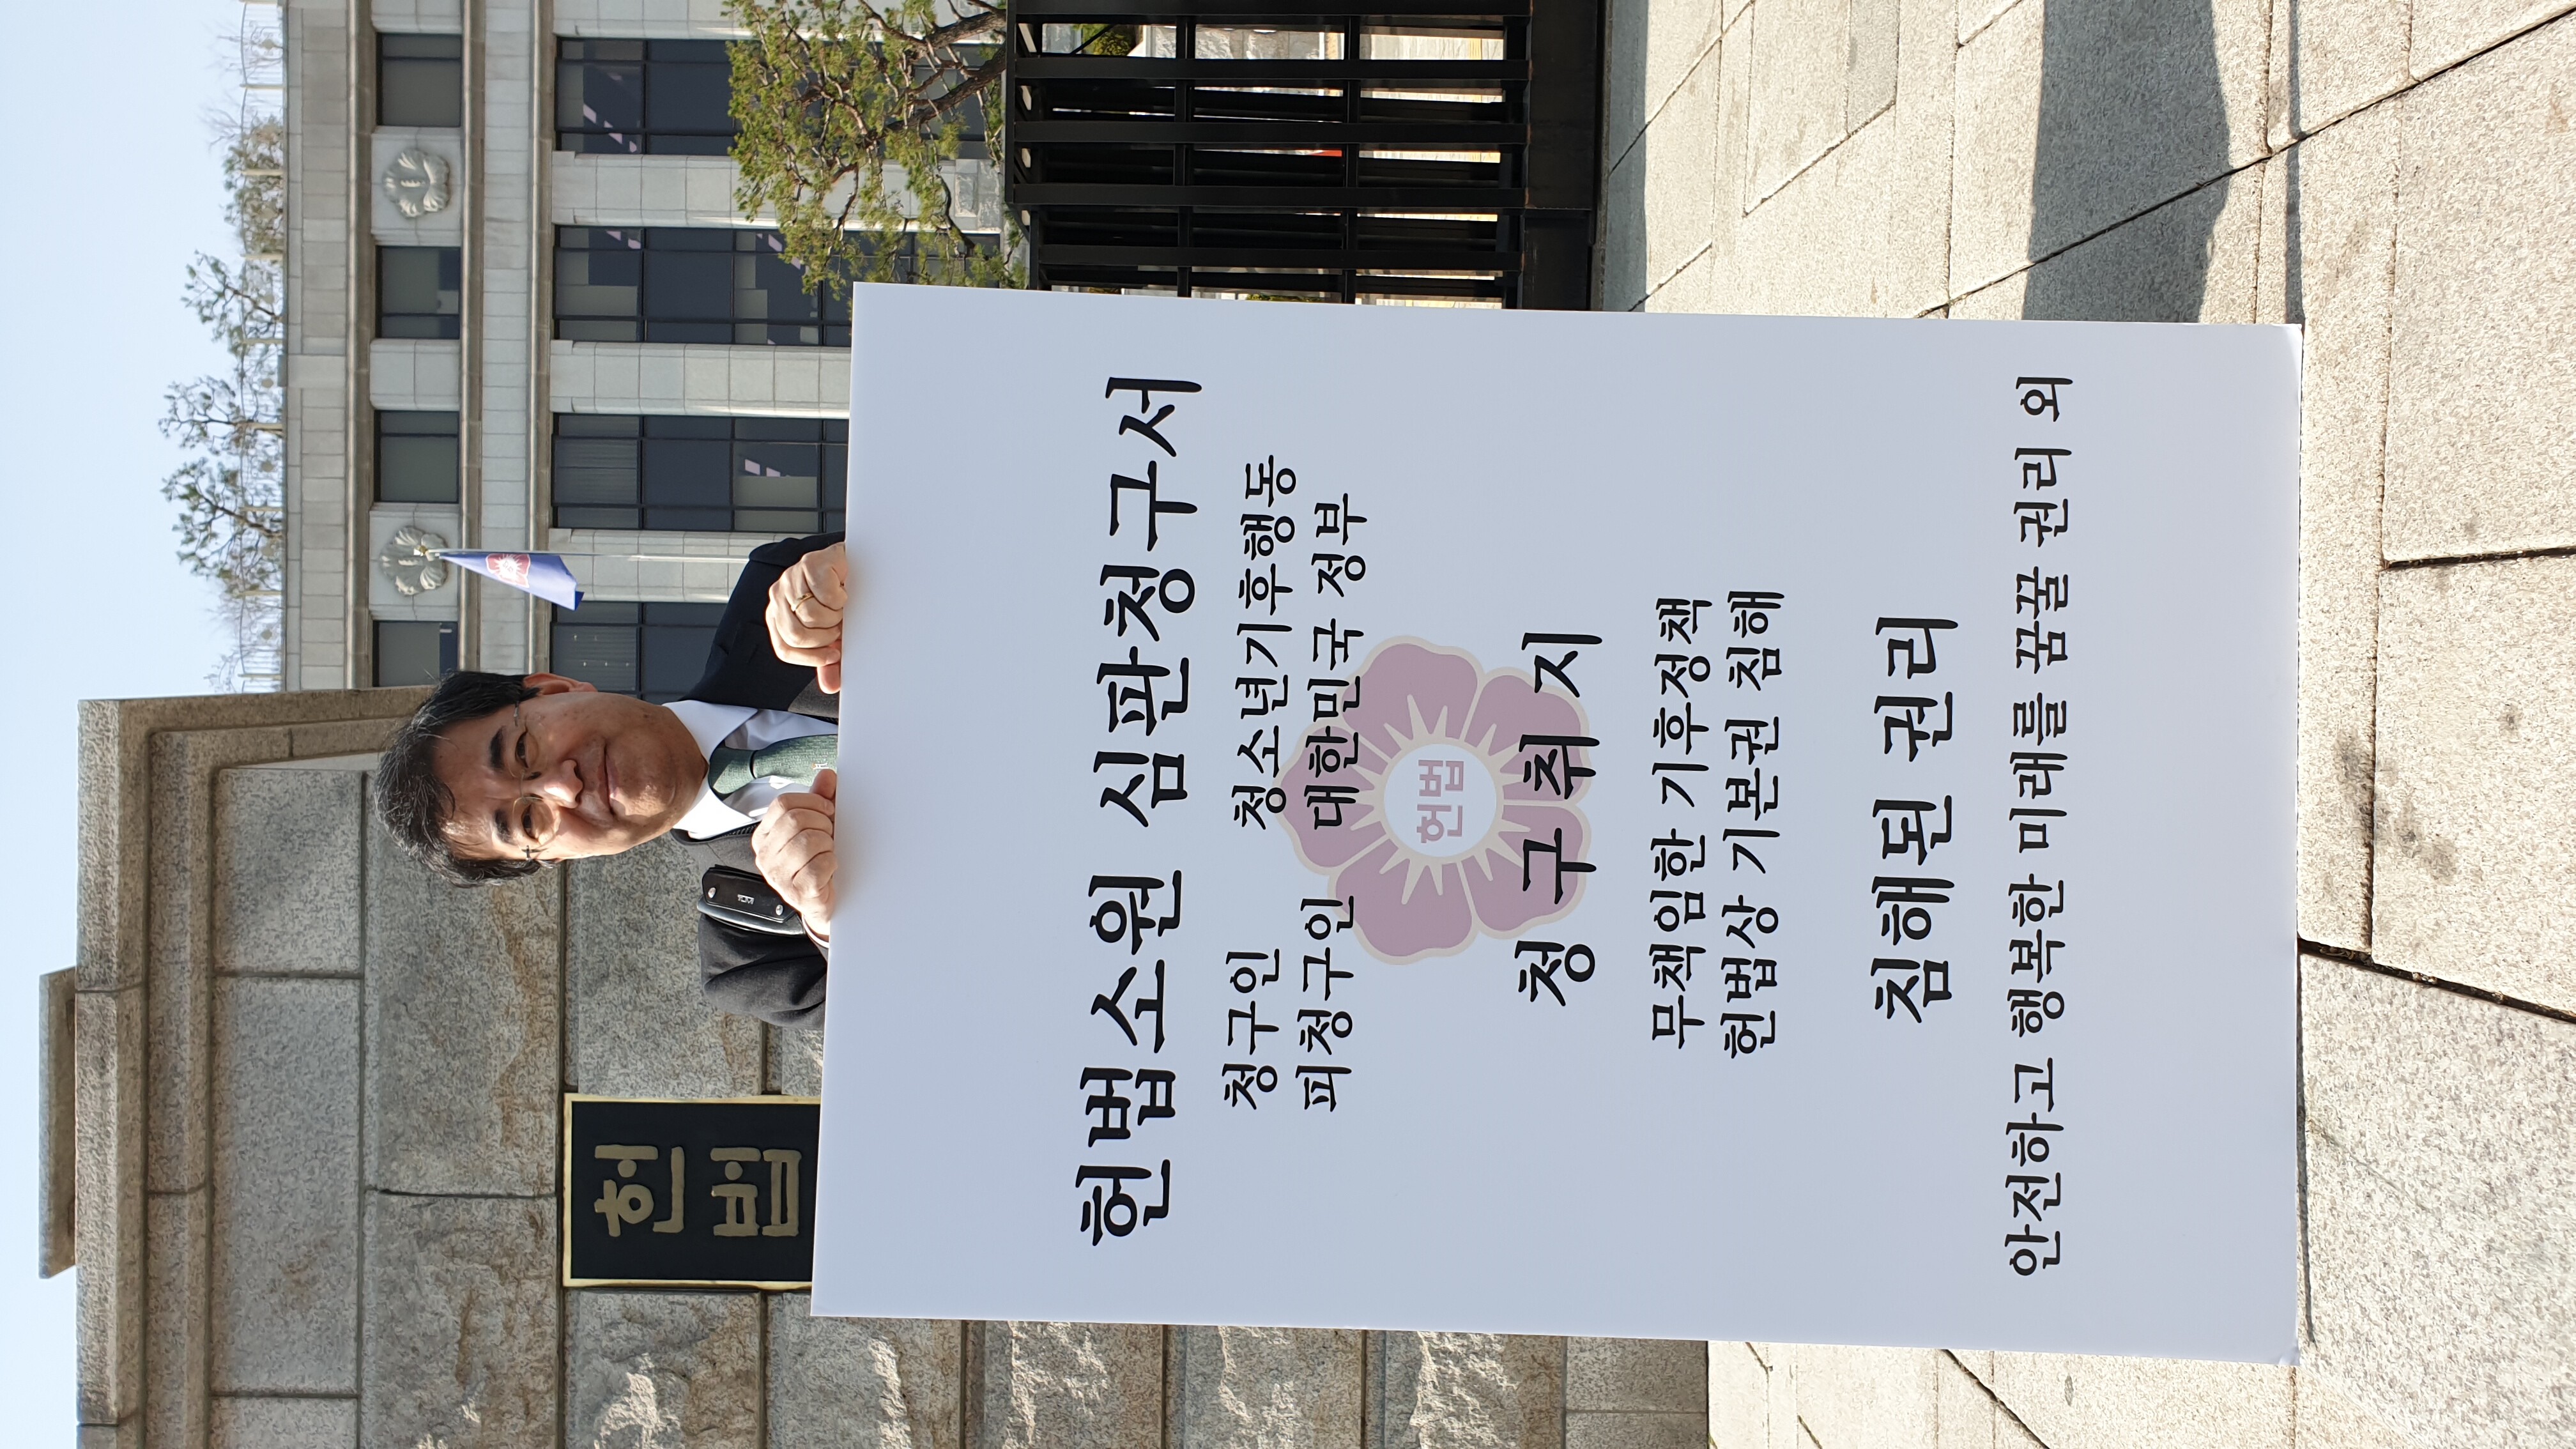 헌법
헌법소원 심판청구서
청구인 청소년기후행동
피청구인 대한민국 정부
헌법
청 구 취 지
무책임한 기후정책
헌법상 기본권 침해
침해된 권리
안전하고 행복한 미래를 꿈꿀 권리 외
TUMI